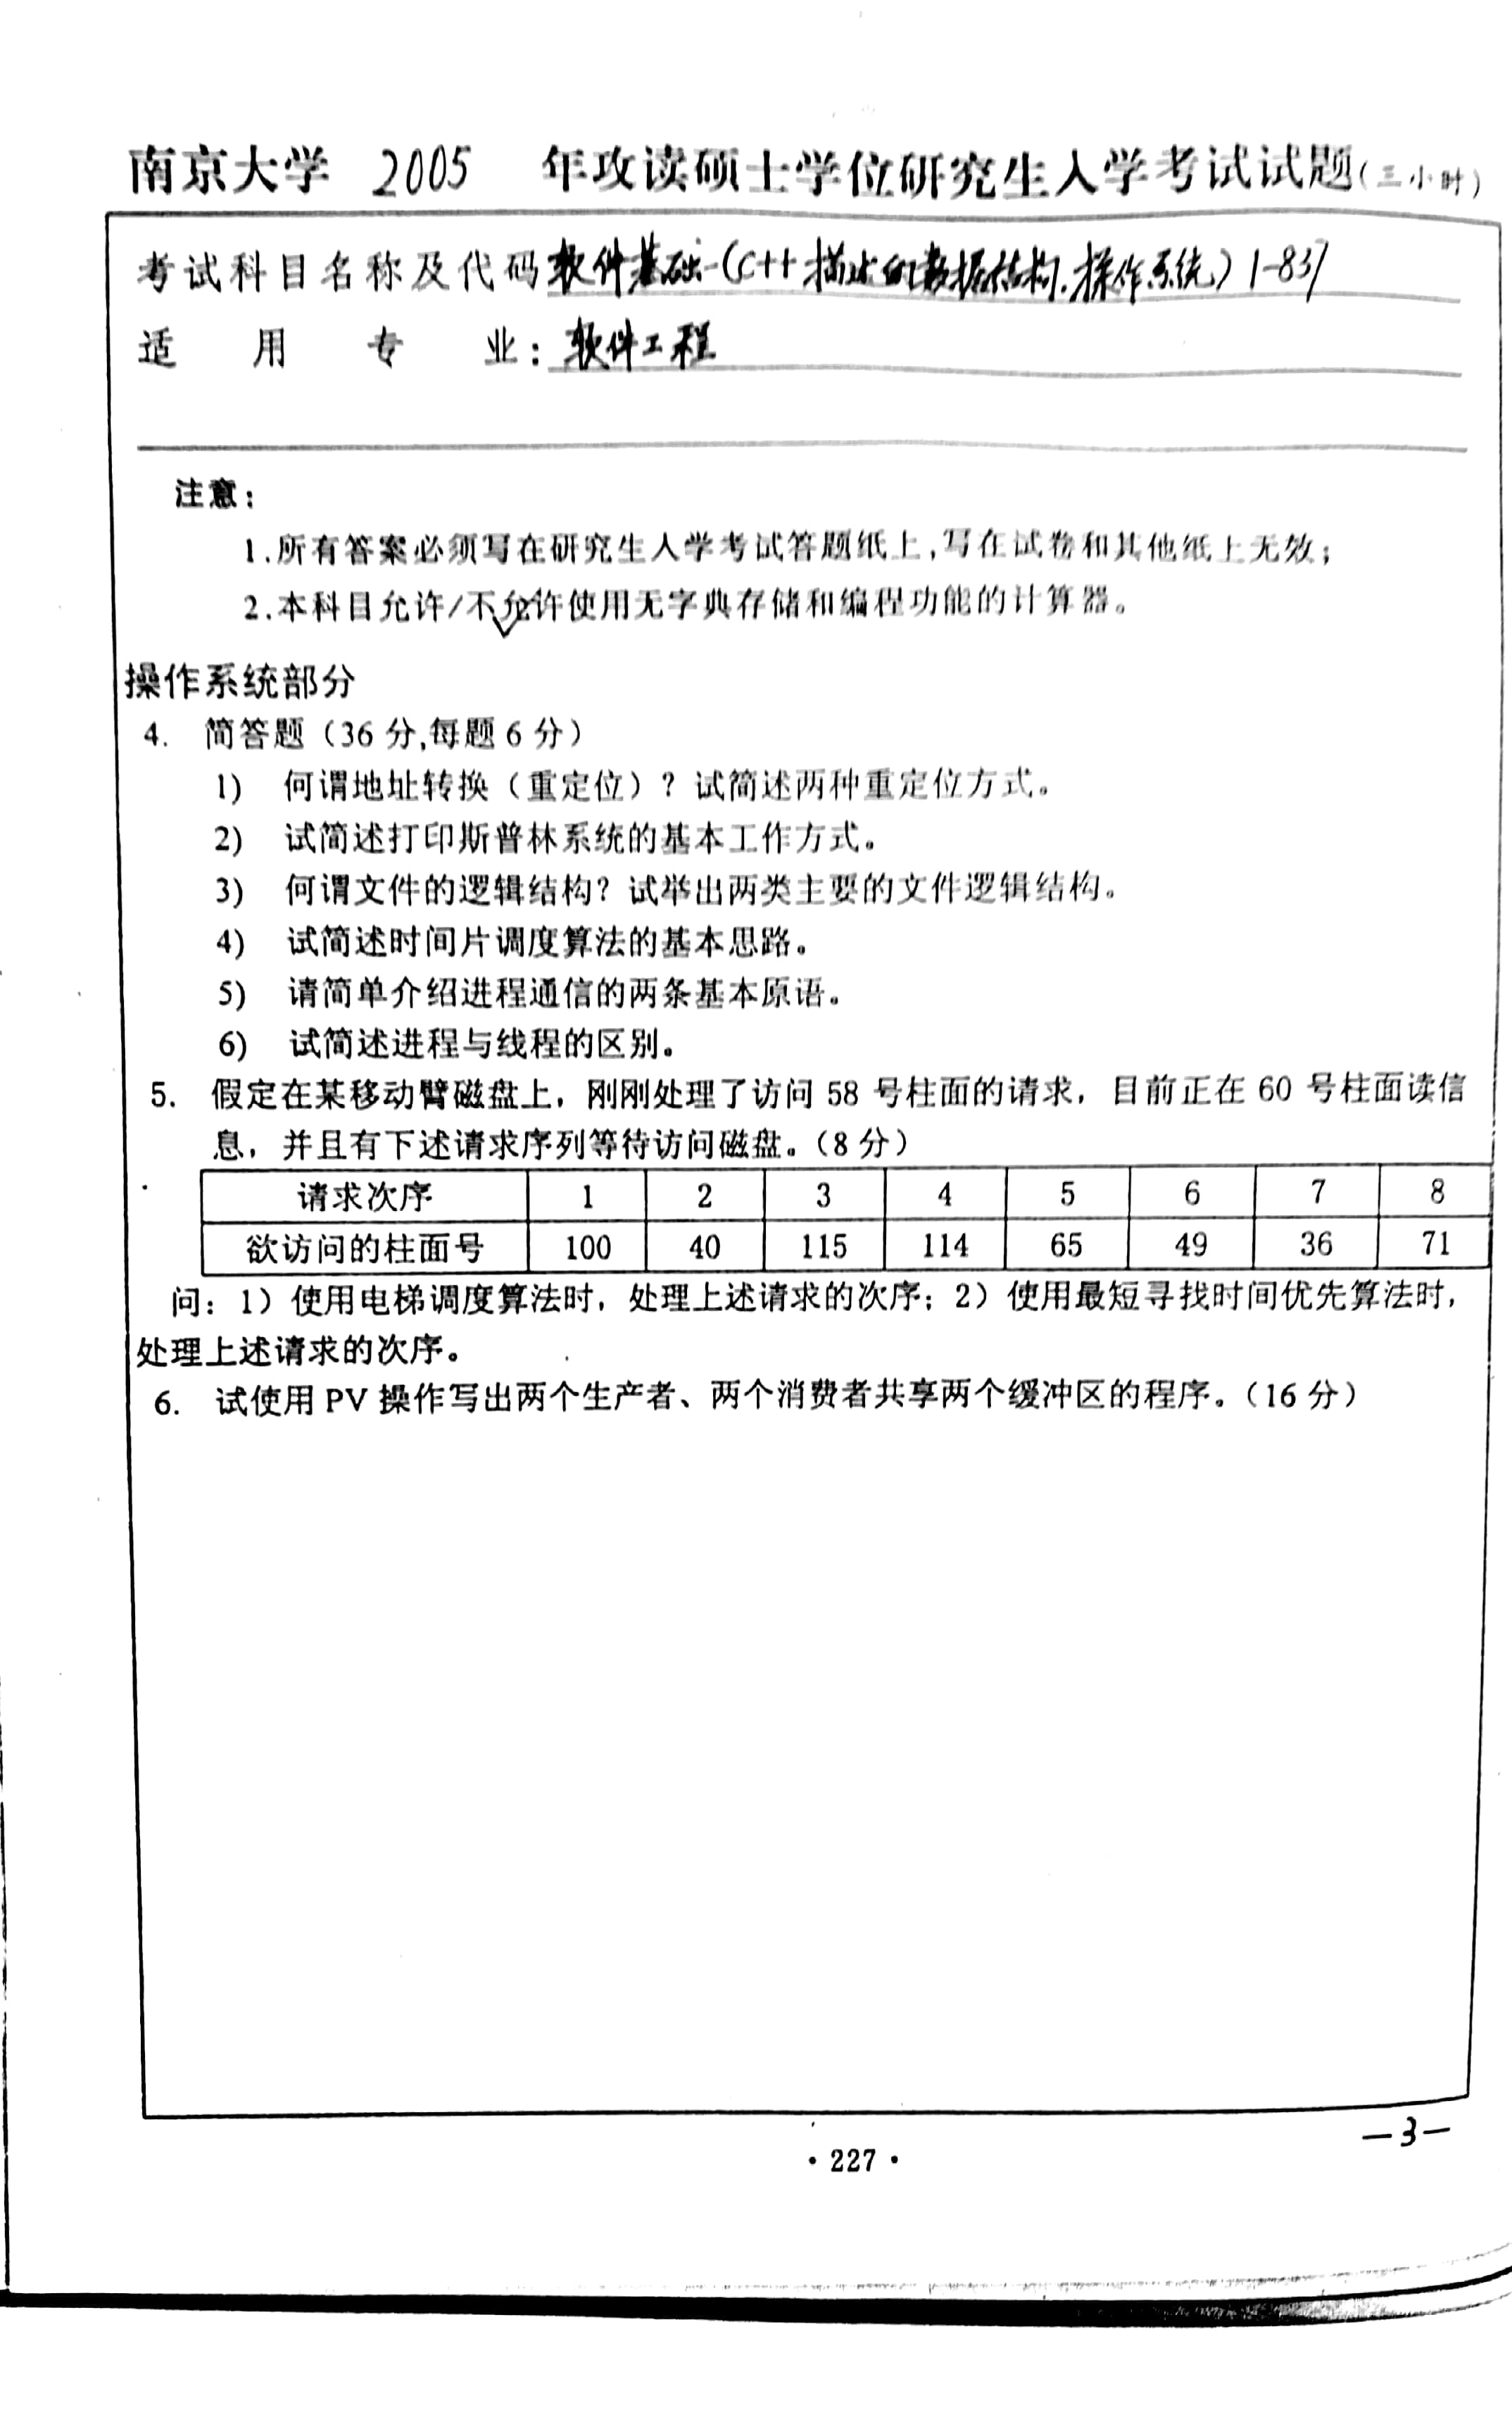 南京大学 2005 年攻读硕士学位研究生入学考试试题(三小时)
考试科目名称及代码 软件基础(C++描述的数据结构、操作系统) 1-831
适用专业: 软件工程
注意:
1.所有答案必须写在研究生入学考试答题纸上,写在试卷和其他纸上无效;
2.本科目允许/不允许使用无字典存储和编程功能的计算器。
操作系统部分
4. 简答题(36 分,每题 6 分)
1) 何谓地址转换(重定位)?试简述两种重定位方式。
2) 试简述打印斯普林系统的基本工作方式。
3) 何谓文件的逻辑结构?试举出两类主要的文件逻辑结构。
4) 试简述时间片调度算法的基本思路。
5) 请简单介绍进程通信的两条基本原语。
6) 试简述进程与线程的区别。
5. 假定在某移动臂磁盘上,刚刚处理了访问 58 号柱面的请求,目前正在 60 号柱面读信
息,并且有下述请求序列等待访问磁盘。(8 分)
请求次序 1 2 3 4 5 6 7 8
欲访问的柱面号 100 40 115 114 65 49 36 71
问:1)使用电梯调度算法时,处理上述请求的次序;2)使用最短寻找时间优先算法时,
处理上述请求的次序。
6. 试使用 PV 操作写出两个生产者、两个消费者共享两个缓冲区的程序。(16 分)
—3—
· 227 ·